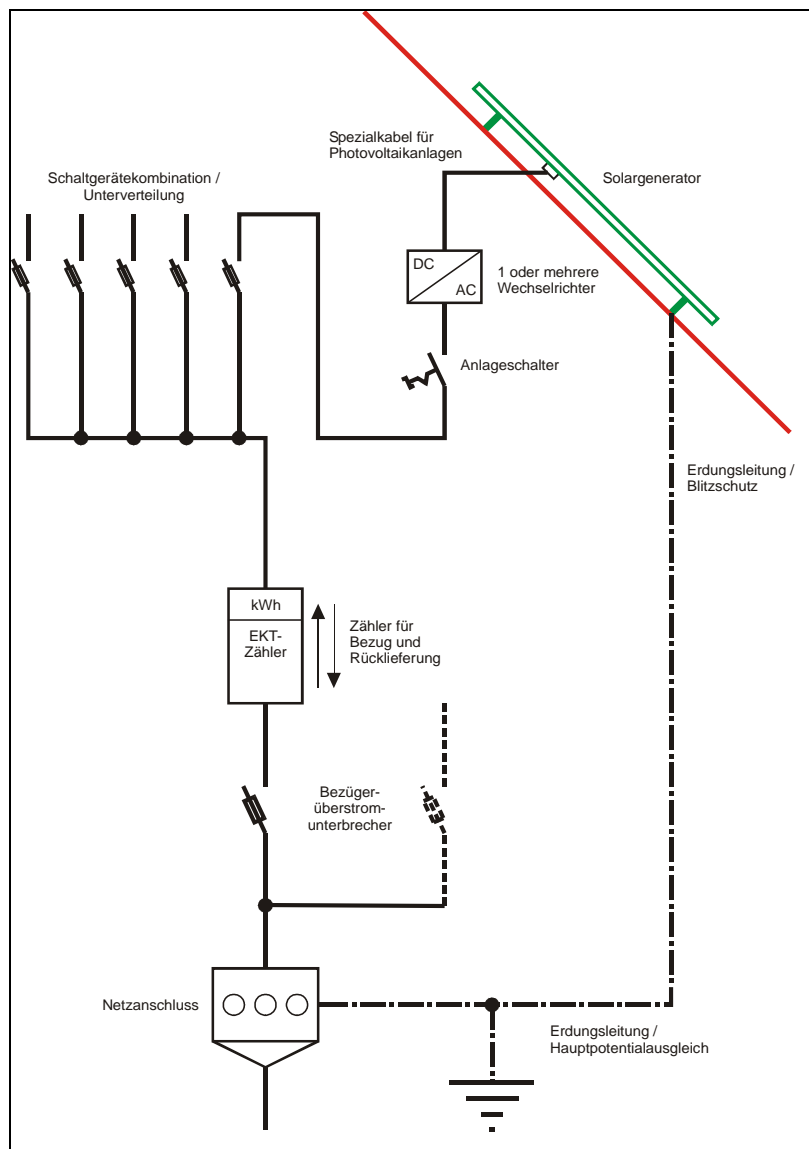 Spezialkabel für
Photovoltaikanlagen
Schaltgerätekombination /
Unterverteilung
Solargenerator
DC
AC
1 oder mehrere
Wechselrichter
Anlageschalter
Erdungsleitung /
Blitzschutz
kWh
EKT-
Zähler
Zähler für
Bezug und
Rücklieferung
Bezüger-
überstrom-
unterbrecher
Netzanschluss
Erdungsleitung /
Hauptpotentialausgleich